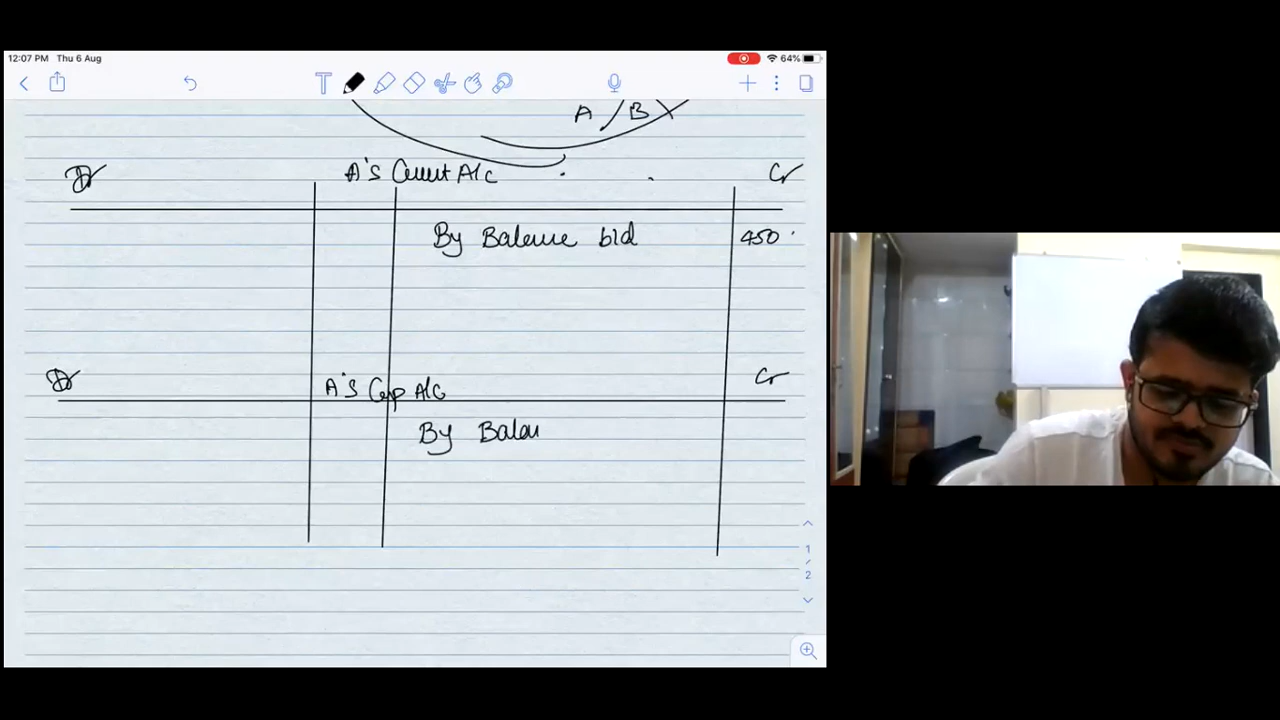 12:07 PM Thu 6 Aug
64%
T
A / B
Dr A's Current A/c Cr
By Balance b/d 450
Dr A's Cap A/c Cr
By Balan
1
/
2